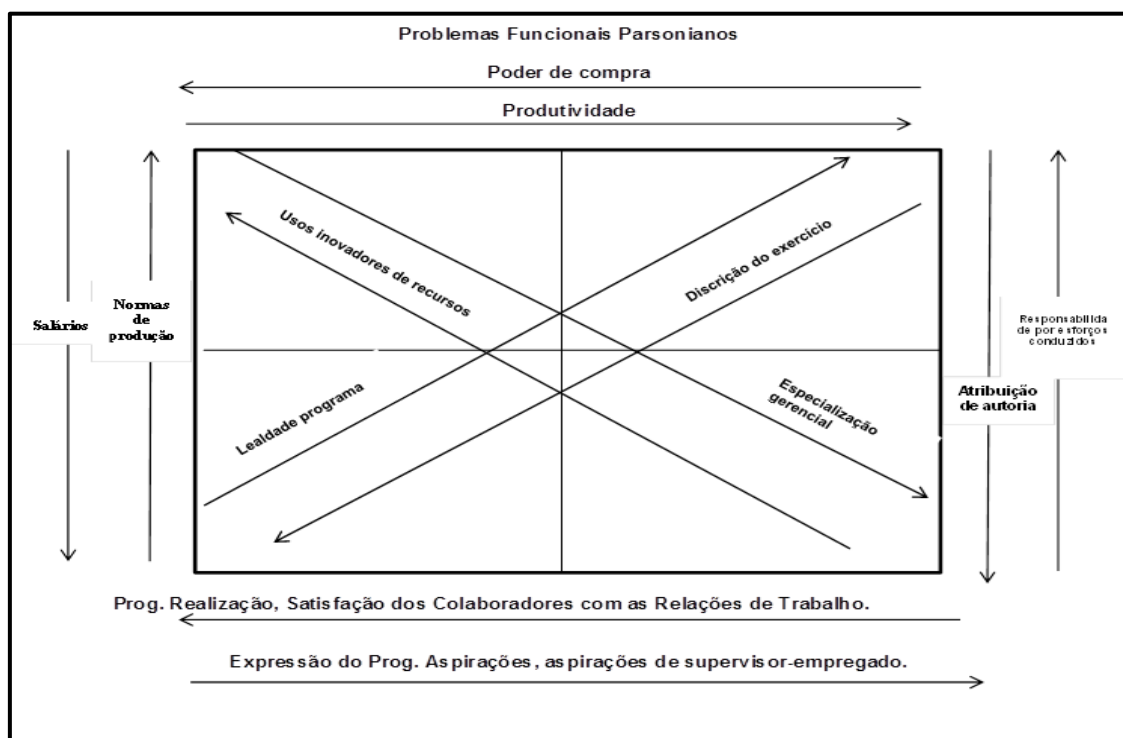 Problemas Funcionais Parsonianos
Poder de compra
Produtividade
Usos inovadores de recursos
Discrição do exercício
Salários
Normas
de
produção
Responsabilida
de por esforços
conduzidos
Lealdade programa
Especialização
gerencial
Atribuição
de autoria
Prog. Realização, Satisfação dos Colaboradores com as Relações de Trabalho.
Expressão do Prog. Aspirações, aspirações de supervisor-empregado.